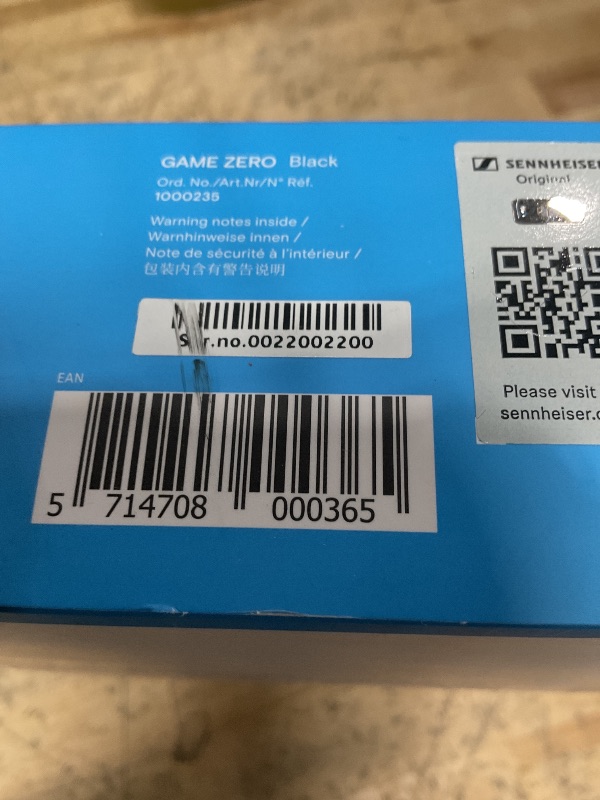 GAME ZERO Black
Ord. No./Art.Nr/N° Réf.
1000235
Warning notes inside /
Warnhinweise innen /
Note de sécurité à l'intérieur /
包装内含有警告说明
Ser.no.0022002200
EAN
5 714708 000365
SENNHEISER
Original
Please visit
sennheiser.c